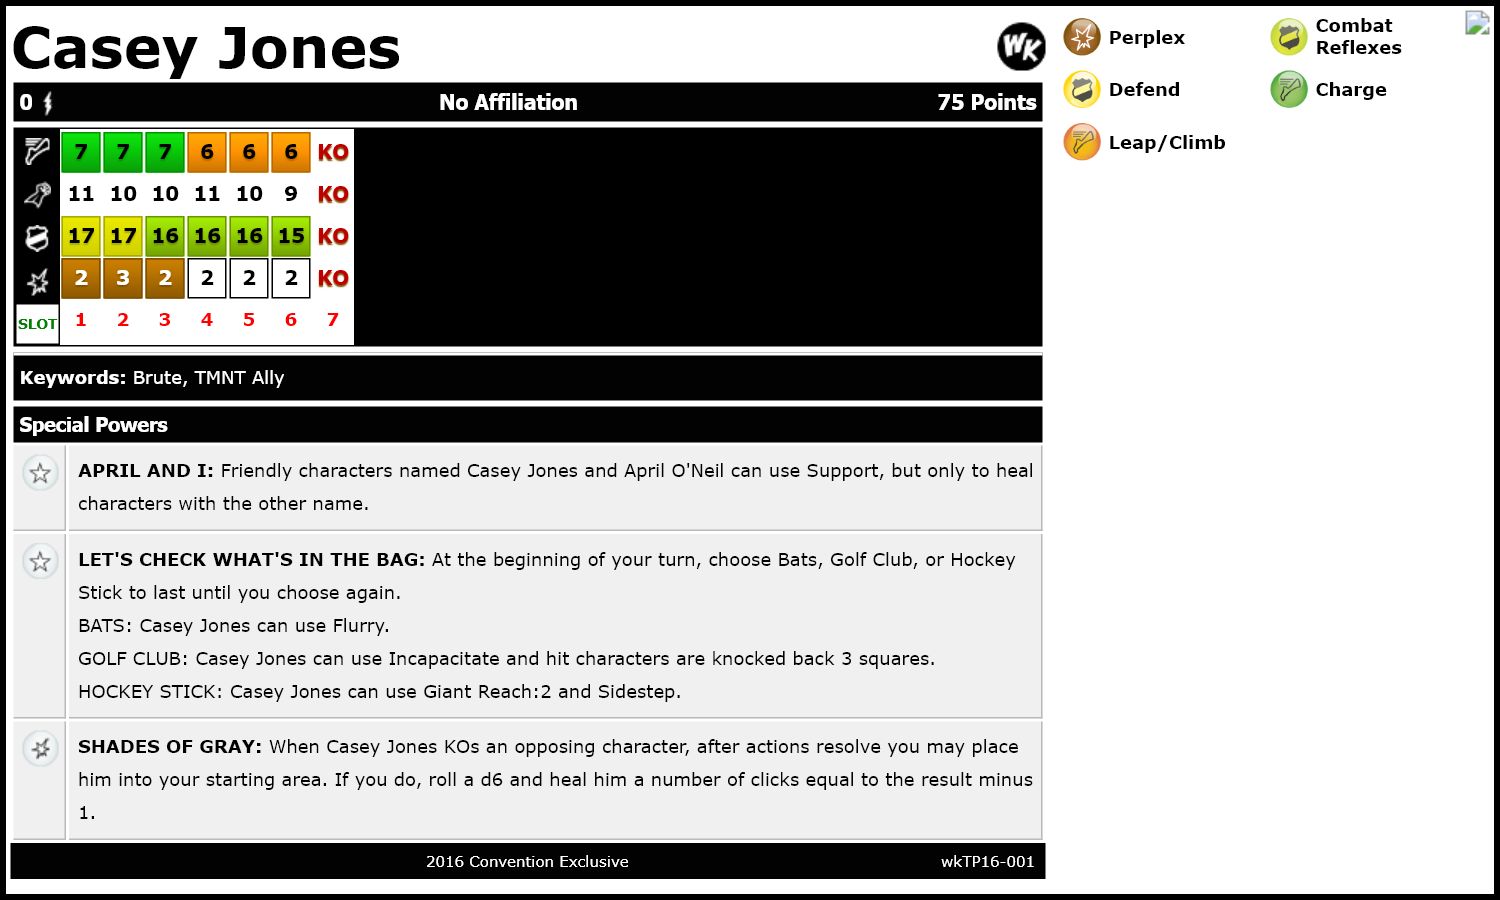 Casey Jones
WK
0
No Affiliation
75 Points
7 7 7 6 6 6 KO
11 10 10 11 10 9 KO
17 17 16 16 16 15 KO
2 3 2 2 2 2 KO
SLOT 1 2 3 4 5 6 7
Keywords: Brute, TMNT Ally
Special Powers
APRIL AND I: Friendly characters named Casey Jones and April O'Neil can use Support, but only to heal
characters with the other name.
LET'S CHECK WHAT'S IN THE BAG: At the beginning of your turn, choose Bats, Golf Club, or Hockey
Stick to last until you choose again.
BATS: Casey Jones can use Flurry.
GOLF CLUB: Casey Jones can use Incapacitate and hit characters are knocked back 3 squares.
HOCKEY STICK: Casey Jones can use Giant Reach:2 and Sidestep.
SHADES OF GRAY: When Casey Jones KOs an opposing character, after actions resolve you may place
him into your starting area. If you do, roll a d6 and heal him a number of clicks equal to the result minus
1.
2016 Convention Exclusive
wkTP16-001
Perplex
Combat
Reflexes
Defend
Charge
Leap/Climb